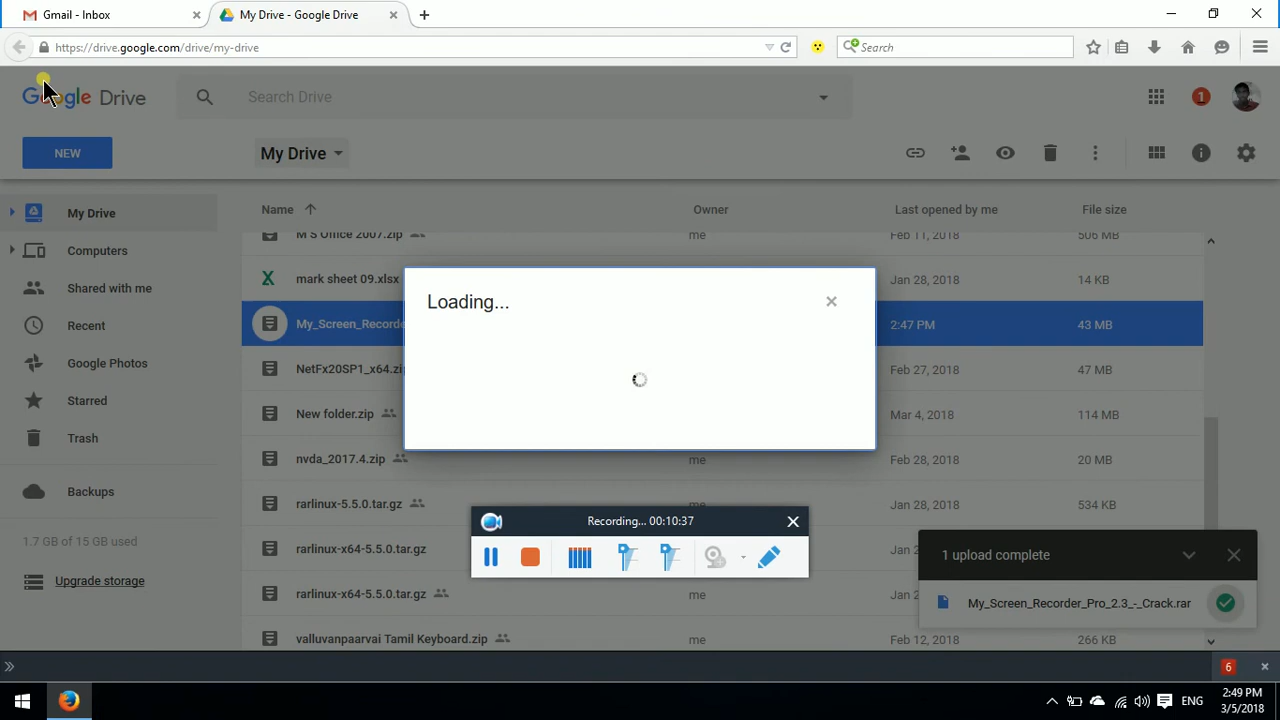 Gmail - Inbox
My Drive - Google Drive
https://drive.google.com/drive/my-drive
Search
Google Drive
Search Drive
1
NEW
My Drive
Name
Owner
Last opened by me
File size
My Drive
Computers
Shared with me
Recent
Google Photos
Starred
Trash
Backups
1.7 GB of 15 GB used
Upgrade storage
M S Office 2007.zip me Feb 11, 2018 506 MB
mark sheet 09.xlsx Jan 28, 2018 14 KB
My_Screen_Recorde 2:47 PM 43 MB
NetFx20SP1_x64.zi Feb 27, 2018 47 MB
New folder.zip Mar 4, 2018 114 MB
nvda_2017.4.zip me Feb 28, 2018 20 MB
rarlinux-5.5.0.tar.gz me Jan 28, 2018 534 KB
rarlinux-x64-5.5.0.tar.gz Jan 2
rarlinux-x64-5.5.0.tar.gz me Jan 2
valluvanpaarvai Tamil Keyboard.zip me Feb 12, 2018 266 KB
Loading...
Recording... 00:10:37
1 upload complete
My_Screen_Recorder_Pro_2.3_-_Crack.rar
6
ENG
2:49 PM
3/5/2018